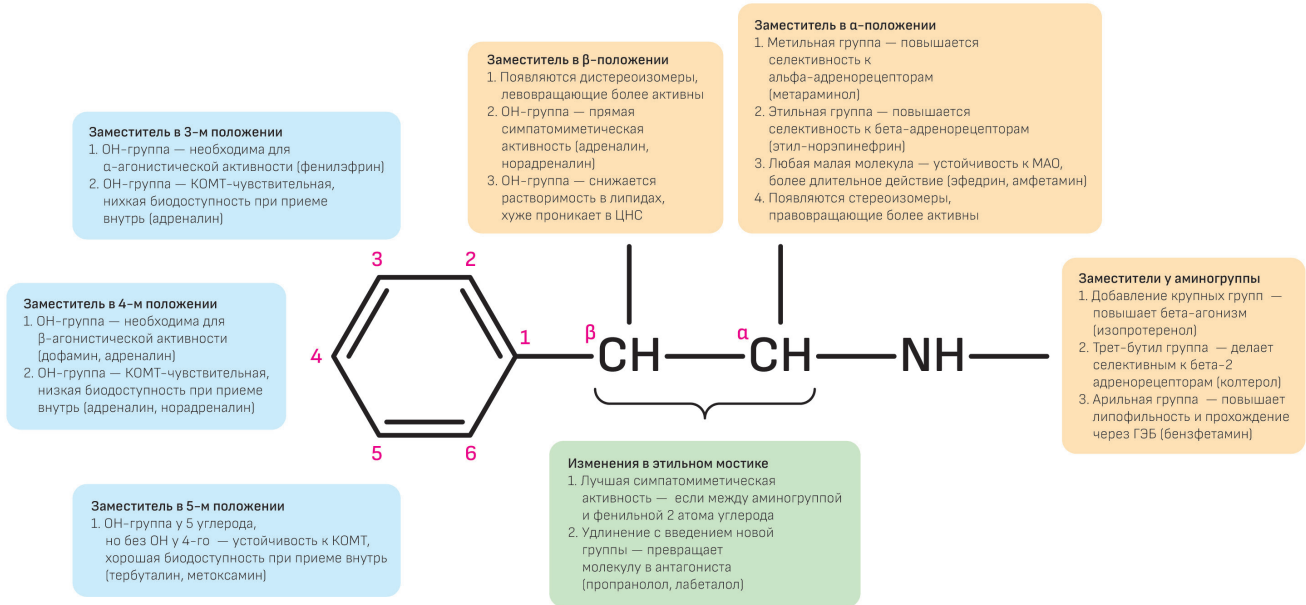 Заместитель в α-положении
1. Метильная группа — повышается
селективность к
альфа-адренорецепторам
(метараминол)
2. Этильная группа — повышается
селективность к бета-адренорецепторам
(этил-норэпинефрин)
3. Любая малая молекула — устойчивость к МАО,
более длительное действие (эфедрин, амфетамин)
4. Появляются стереоизомеры,
правовращающие более активны
Заместитель в β-положении
1. Появляются дистереоизомеры,
левовращающие более активны
2. ОН-группа — прямая
симпатомиметическая
активность (адреналин,
норадреналин)
3. ОН-группа — снижается
растворимость в липидах,
хуже проникает в ЦНС
Заместитель в 3-м положении
1. ОН-группа — необходима для
α-агонистической активности (фенилэфрин)
2. ОН-группа — КОМТ-чувствительная,
нихкая биодоступность при приеме
внутрь (адреналин)
Заместитель в 4-м положении
1. ОН-группа — необходима для
β-агонистической активности
(дофамин, адреналин)
2. ОН-группа — КОМТ-чувствительная,
низкая биодоступность при приеме
внутрь (адреналин, норадреналин)
3
2
4
1
5
6
β
CH
α
CH
NH
Заместители у аминогруппы
1. Добавление крупных групп —
повышает бета-агонизм
(изопротеренол)
2. Трет-бутил группа — делает
селективным к бета-2
адренорецепторам (колтерол)
3. Арильная группа — повышает
липофильность и прохождение
через ГЭБ (бензфетамин)
Заместитель в 5-м положении
1. ОН-группа у 5 углерода,
но без ОН у 4-го — устойчивость к КОМТ,
хорошая биодоступность при приеме внутрь
(тербуталин, метоксамин)
Изменения в этильном мостике
1. Лучшая симпатомиметическая
активность — если между аминогруппой
и фенильной 2 атома углерода
2. Удлинение с введением новой
группы — превращает
молекулу в антагониста
(пропранолол, лабеталол)